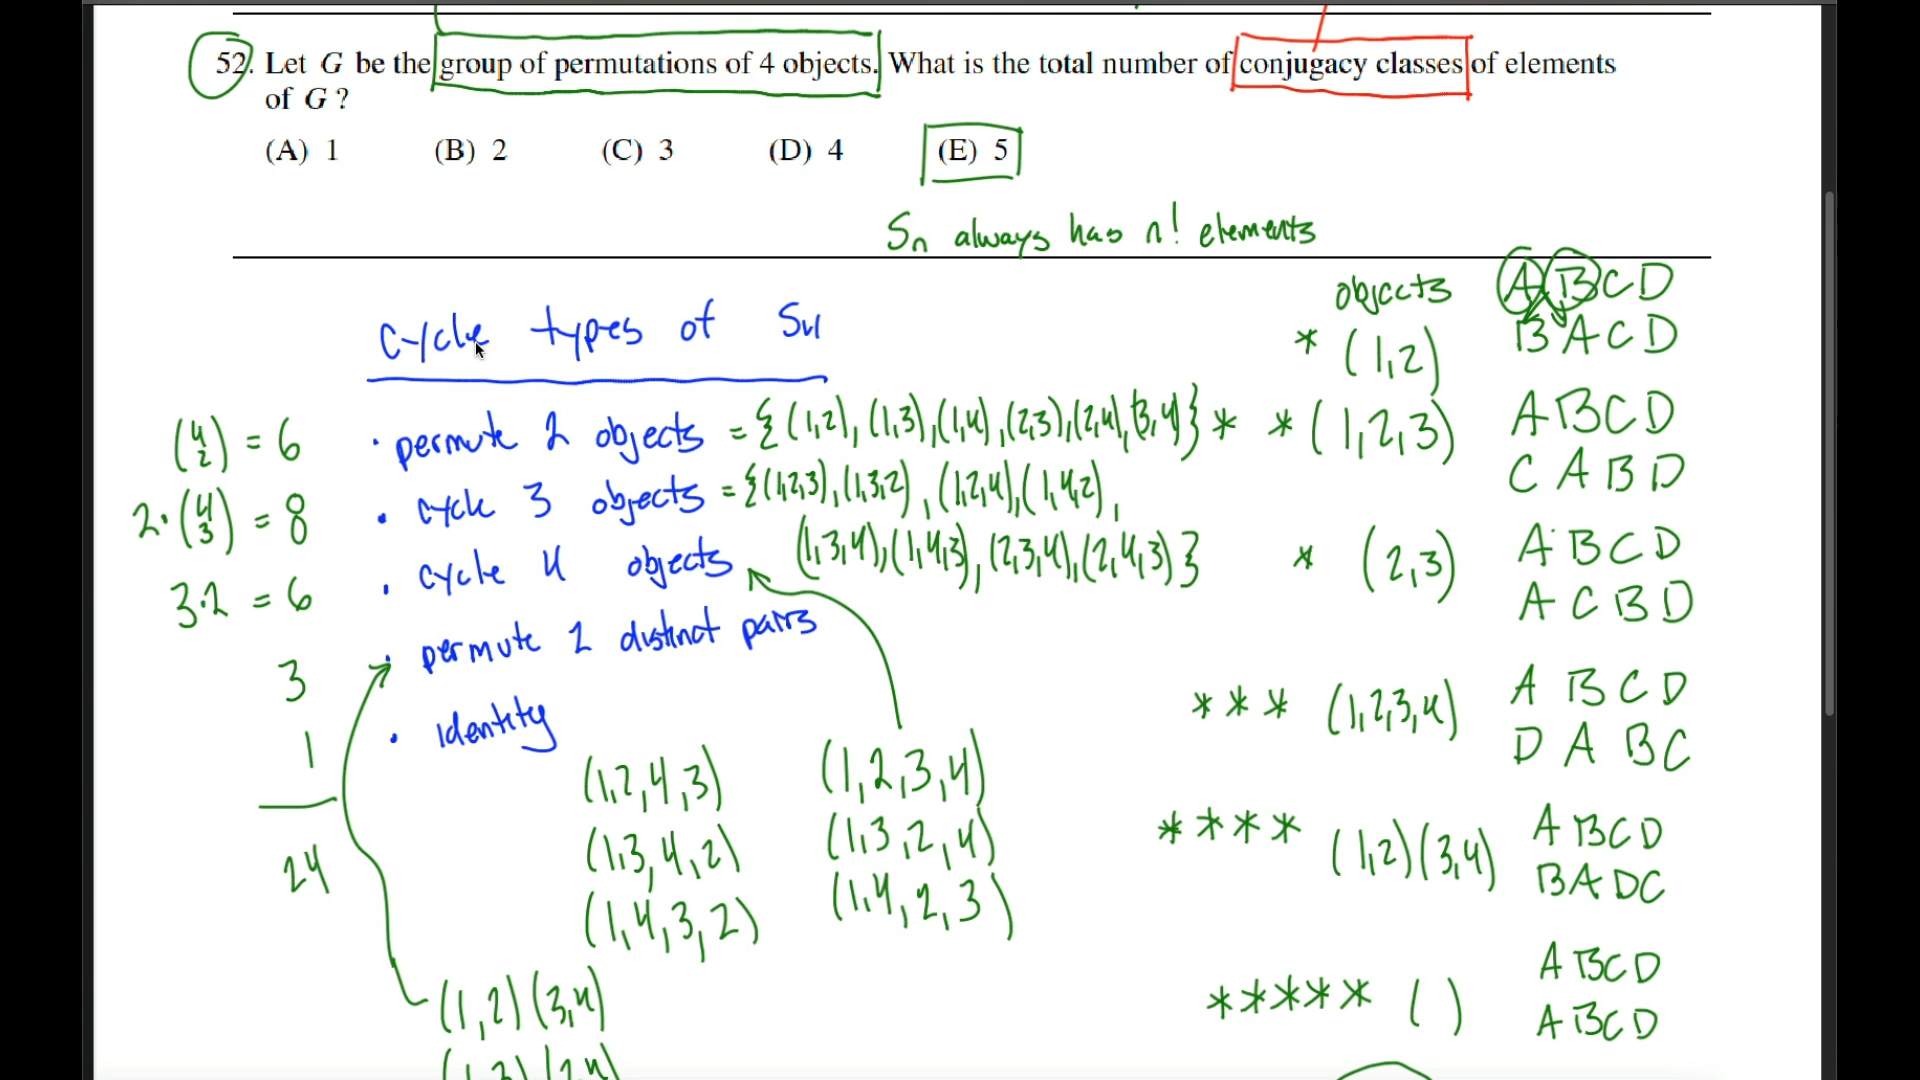 52. Let G be the group of permutations of 4 objects. What is the total number of conjugacy classes of elements
of G ?
(A) 1 (B) 2 (C) 3 (D) 4 (E) 5
Sn always has n! elements
objects A B C D
cycle types of S4
* (1,2) B A C D
(4 2) = 6 · permute 2 objects = {(1,2), (1,3), (1,4), (2,3), (2,4), (3,4)} *
* (1,2,3) A B C D
C A B D
2·(4 3) = 8 · cycle 3 objects = {(1,2,3), (1,3,2), (1,2,4), (1,4,2),
(1,3,4), (1,4,3), (2,3,4), (2,4,3)}
* (2,3) A B C D
A C B D
3·2 = 6 · cycle 4 objects
3 · permute 2 distinct pairs
1 · identity
24
*** (1,2,3,4) A B C D
D A B C
(1,2,4,3) (1,2,3,4)
(1,3,4,2) (1,3,2,4)
(1,4,3,2) (1,4,2,3)
**** (1,2)(3,4) A B C D
B A D C
(1,2)(3,4)
***** ( ) A B C D
A B C D